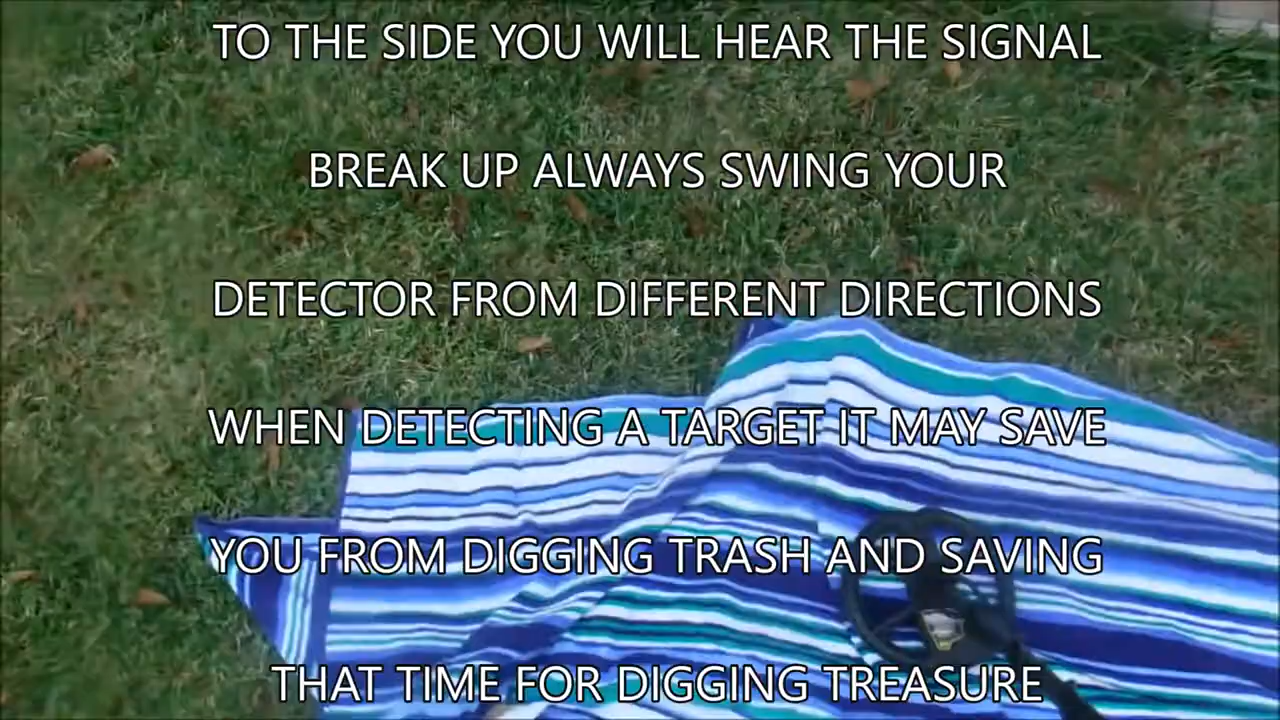 TO THE SIDE YOU WILL HEAR THE SIGNAL
BREAK UP ALWAYS SWING YOUR
DETECTOR FROM DIFFERENT DIRECTIONS
WHEN DETECTING A TARGET IT MAY SAVE
YOU FROM DIGGING TRASH AND SAVING
THAT TIME FOR DIGGING TREASURE